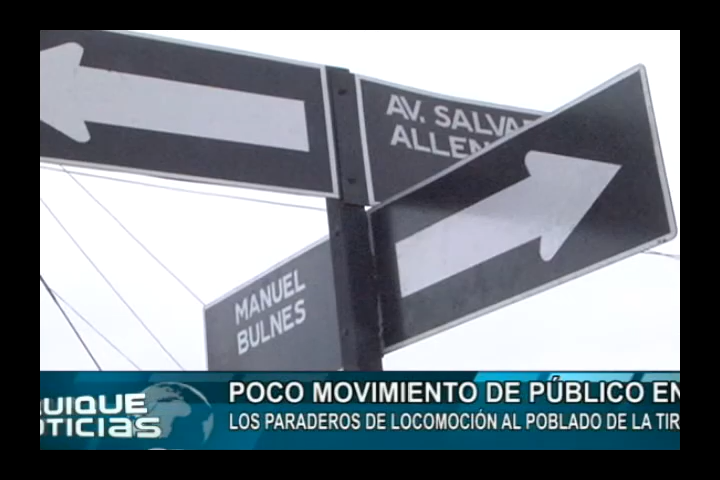 AV. SALVA
ALLEN
MANUEL
BULNES
POCO MOVIMIENTO DE PÚBLICO EN
UIQUE
OTICIAS
LOS PARADEROS DE LOCOMOCIÓN AL POBLADO DE LA TIR